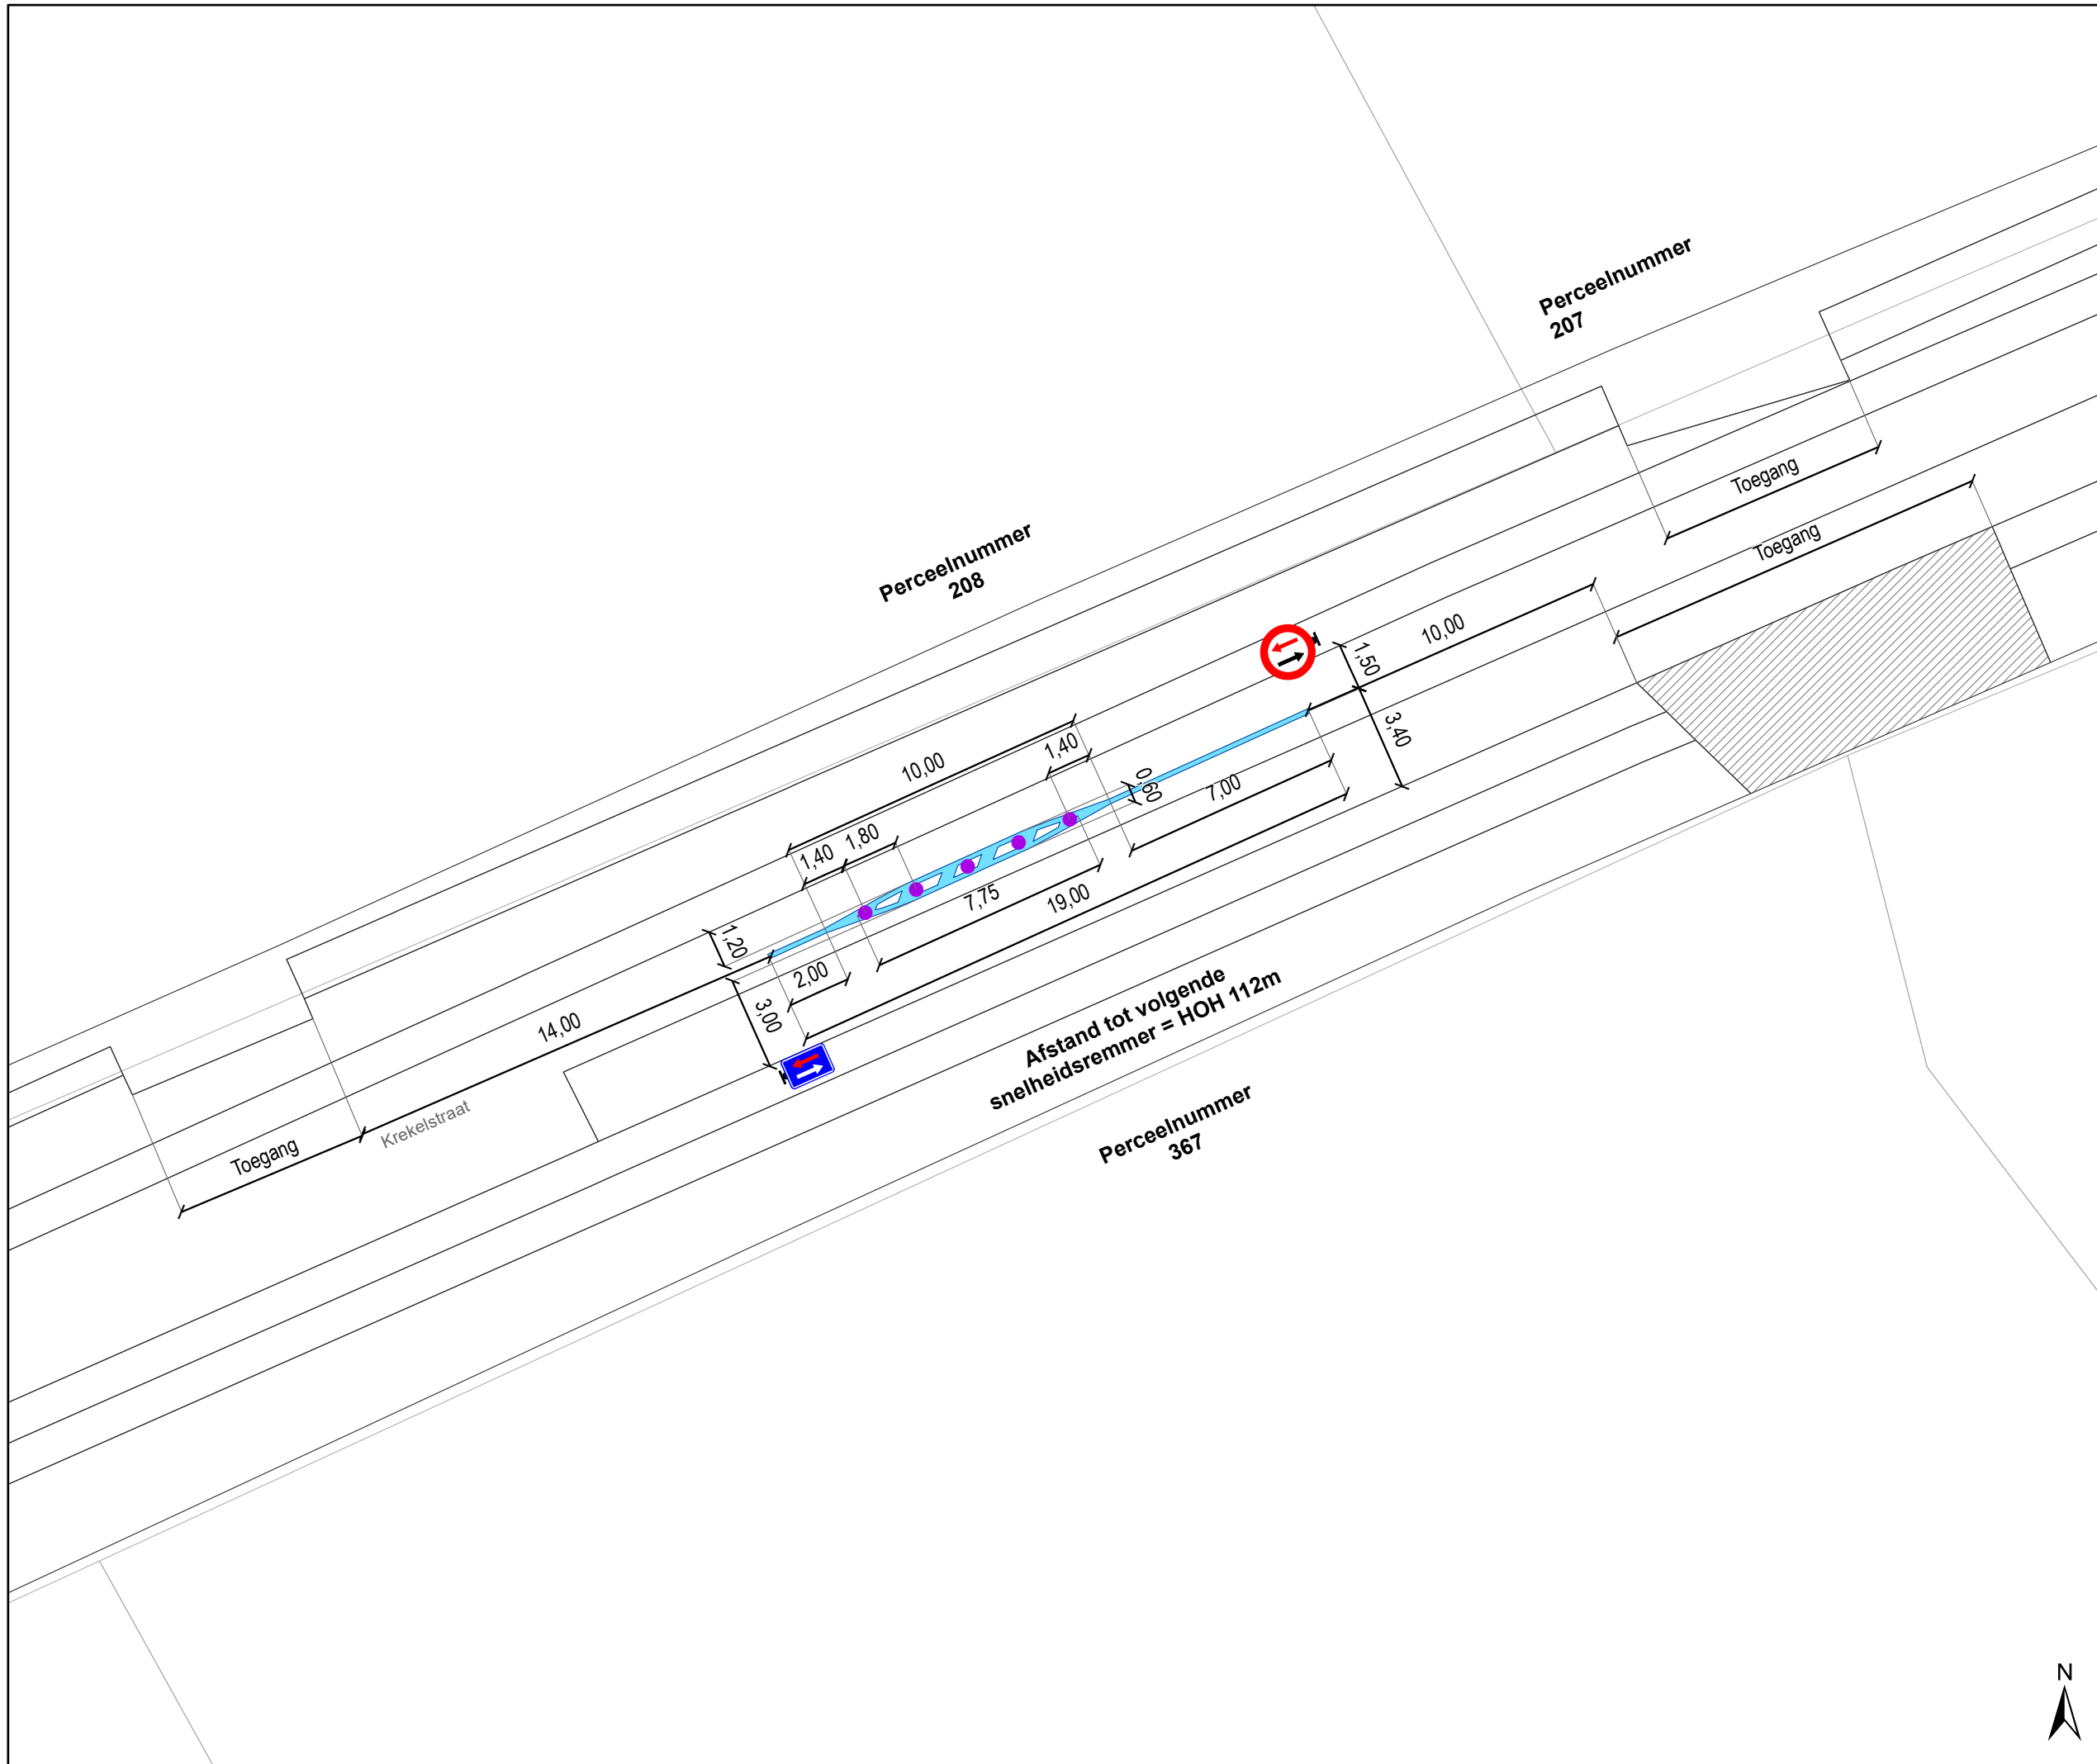 Perceelnummer
207
Toegang
Toegang
Perceelnummer
208
10,00
1,50
3,40
10,00
1,40
0,60
7,00
1,40
1,80
7,75
19,00
1,20
2,00
3,00
14,00
Afstand tot volgende
snelheidsremmer = HOH 112m
Perceelnummer
367
Krekelstraat
Toegang
N